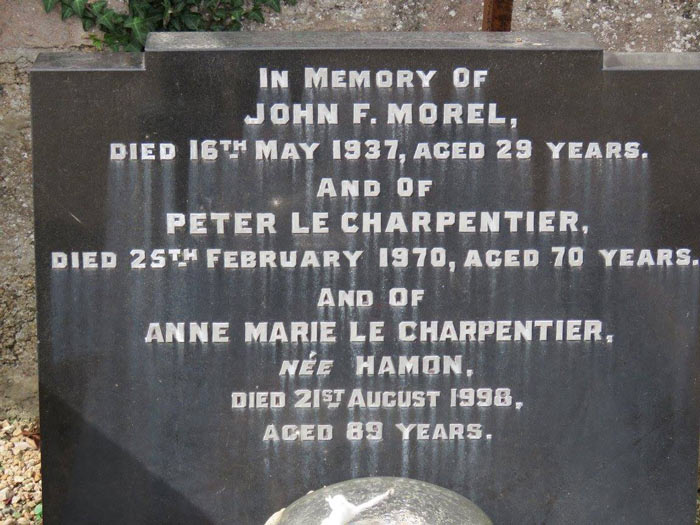 IN MEMORY OF
JOHN F. MOREL,
DIED 16TH MAY 1937, AGED 29 YEARS.
AND OF
PETER LE CHARPENTIER,
DIED 25TH FEBRUARY 1970, AGED 70 YEARS.
AND OF
ANNE MARIE LE CHARPENTIER,
NÉE HAMON,
DIED 21ST AUGUST 1998,
AGED 89 YEARS.